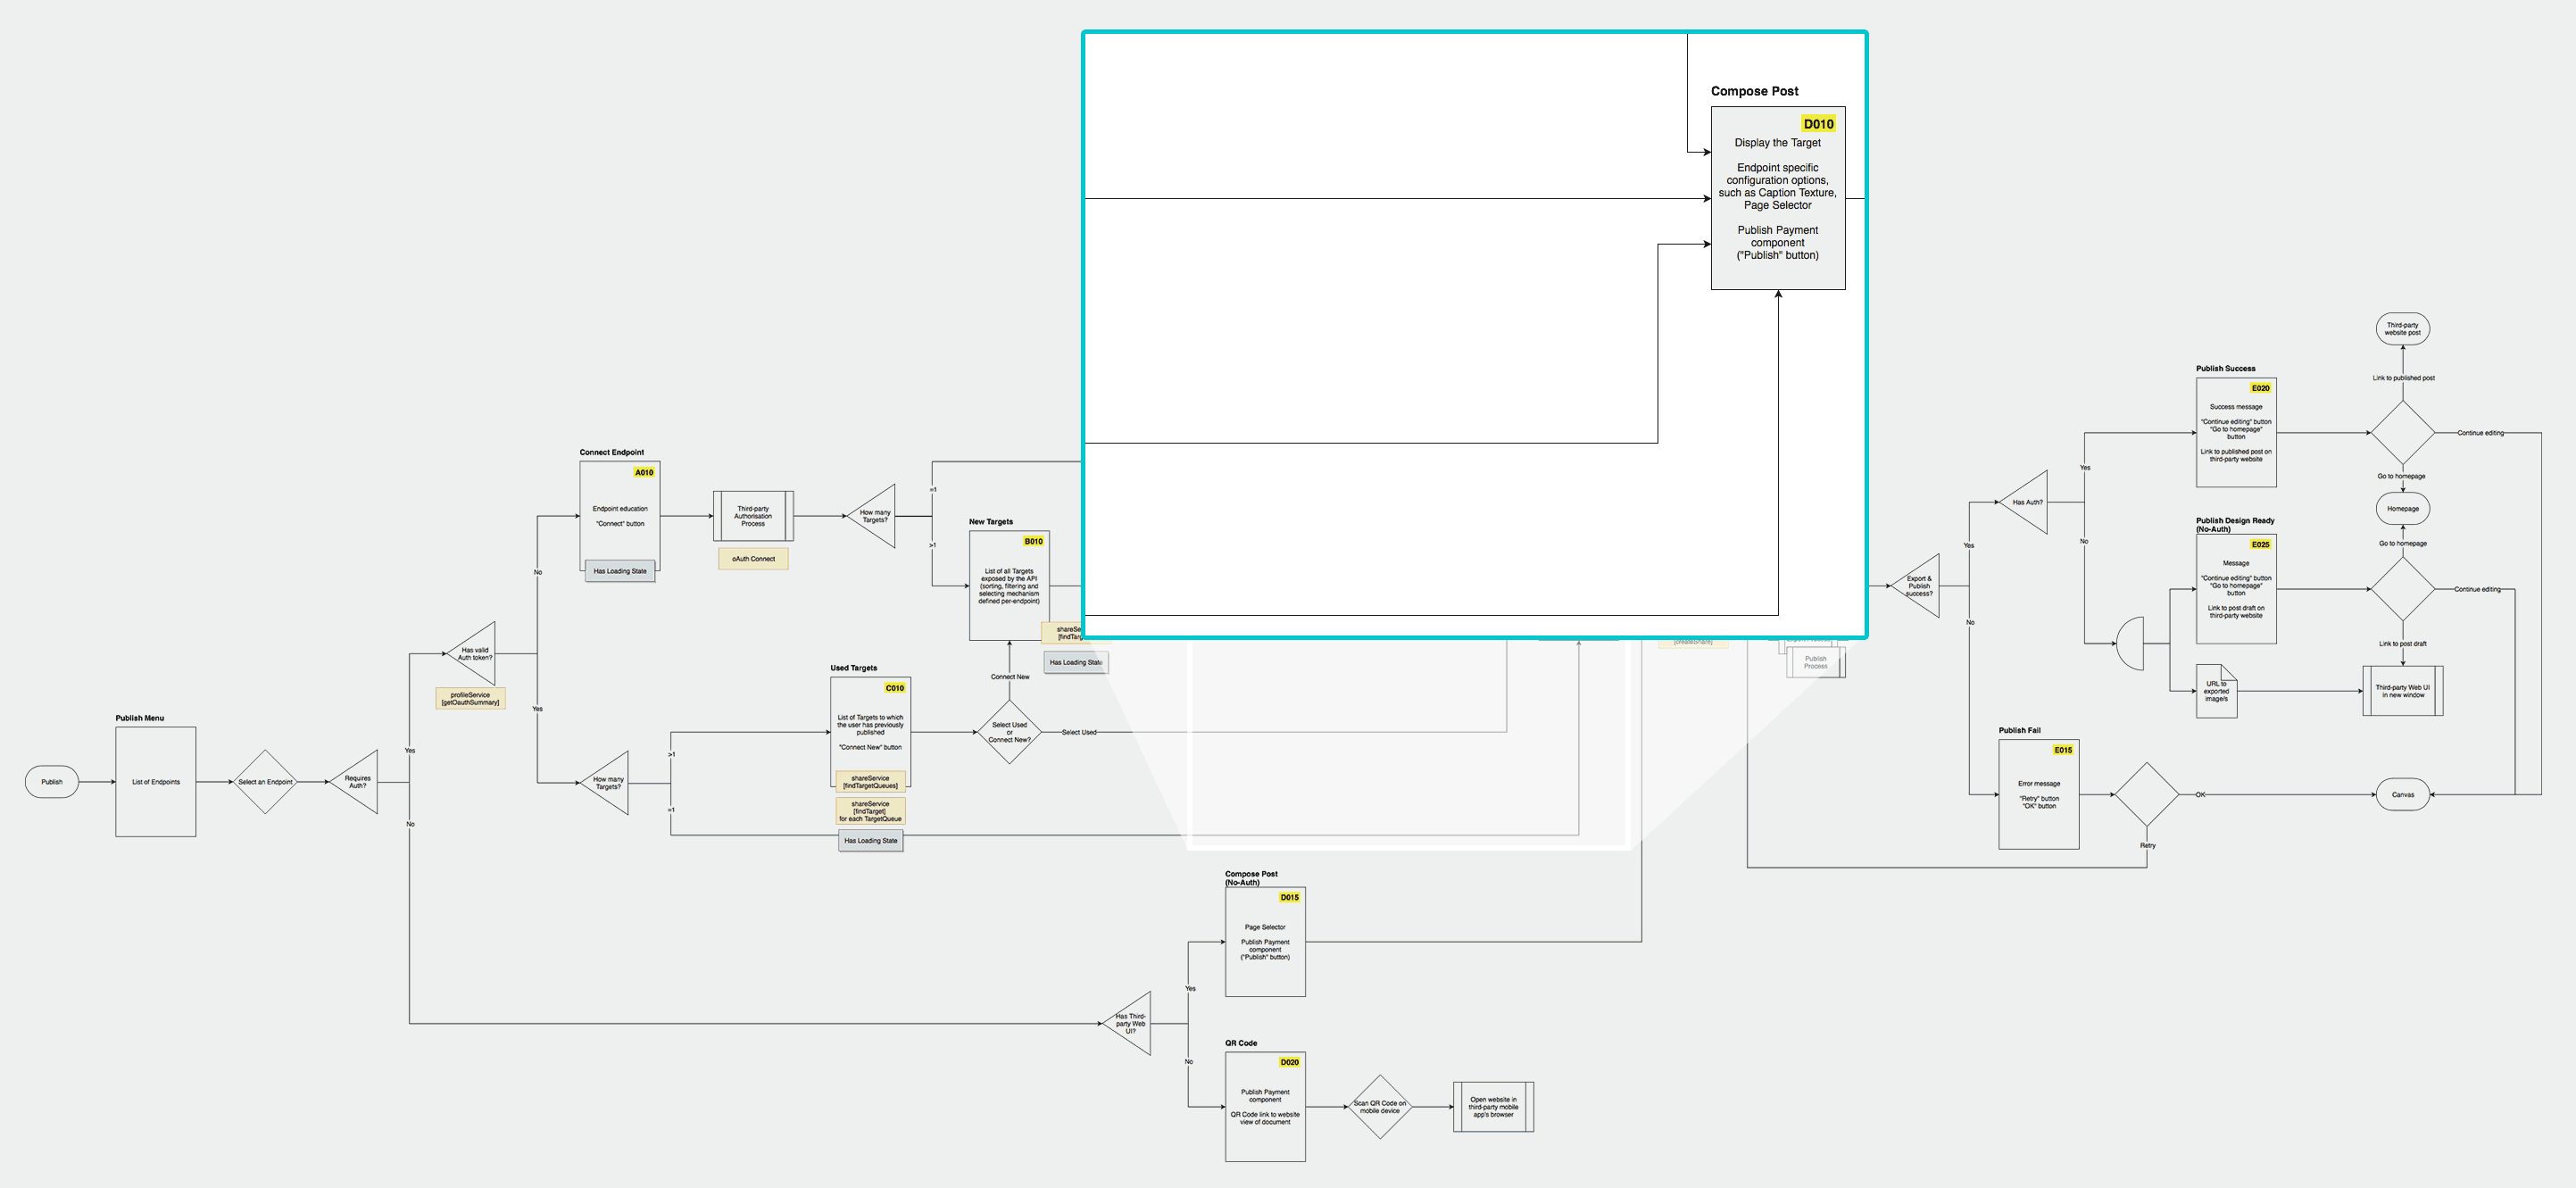 Compose Post
D010
Display the Target
Endpoint specific
configuration options,
such as Caption Texture,
Page Selector
Publish Payment
component
("Publish" button)
Publish
Publish Menu
List of Endpoints
Select an Endpoint
Requires
Auth?
Yes
No
Has valid
Auth token?
profileService
[getOauthSummary]
No
Yes
Connect Endpoint
A010
Endpoint education
"Connect" button
Has Loading State
Third-party
Authorisation
Process
oAuth Connect
How many
Targets?
=1
>1
New Targets
B010
List of all Targets
exposed by the API
(sorting, filtering and
selecting mechanism
defined per-endpoint)
Has Loading State
Connect New
How many
Targets?
>1
=1
Used Targets
C010
List of Targets to which
the user has previously
published
"Connect New" button
shareService
[findTargetQueues]
shareService
[findTarget]
for each TargetQueue
Has Loading State
Select Used
or
Connect New?
Select Used
[createShare]
Publish
Process
Has Third-
party Web
UI?
Yes
No
Compose Post
(No-Auth)
D015
Page Selector
Publish Payment
component
("Publish" button)
QR Code
D020
Publish Payment
component
QR Code link to website
view of document
Scan QR Code on
mobile device
Open website in
third-party mobile
app's browser
Export &
Publish
success?
Yes
No
Has Auth?
Yes
No
Publish Success
E020
Success message
"Continue editing" button
"Go to homepage"
button
Link to published post on
third-party website
Third-party
website post
Link to published post
Continue editing
Go to homepage
Homepage
Publish Design Ready
(No-Auth)
E025
Message
"Continue editing" button
"Go to homepage"
button
Link to post draft on
third-party website
Go to homepage
Continue editing
Link to post draft
URL to
exported
image/s
Third-party Web UI
in new window
Publish Fail
E015
Error message
"Retry" button
"OK" button
OK
Retry
Canvas